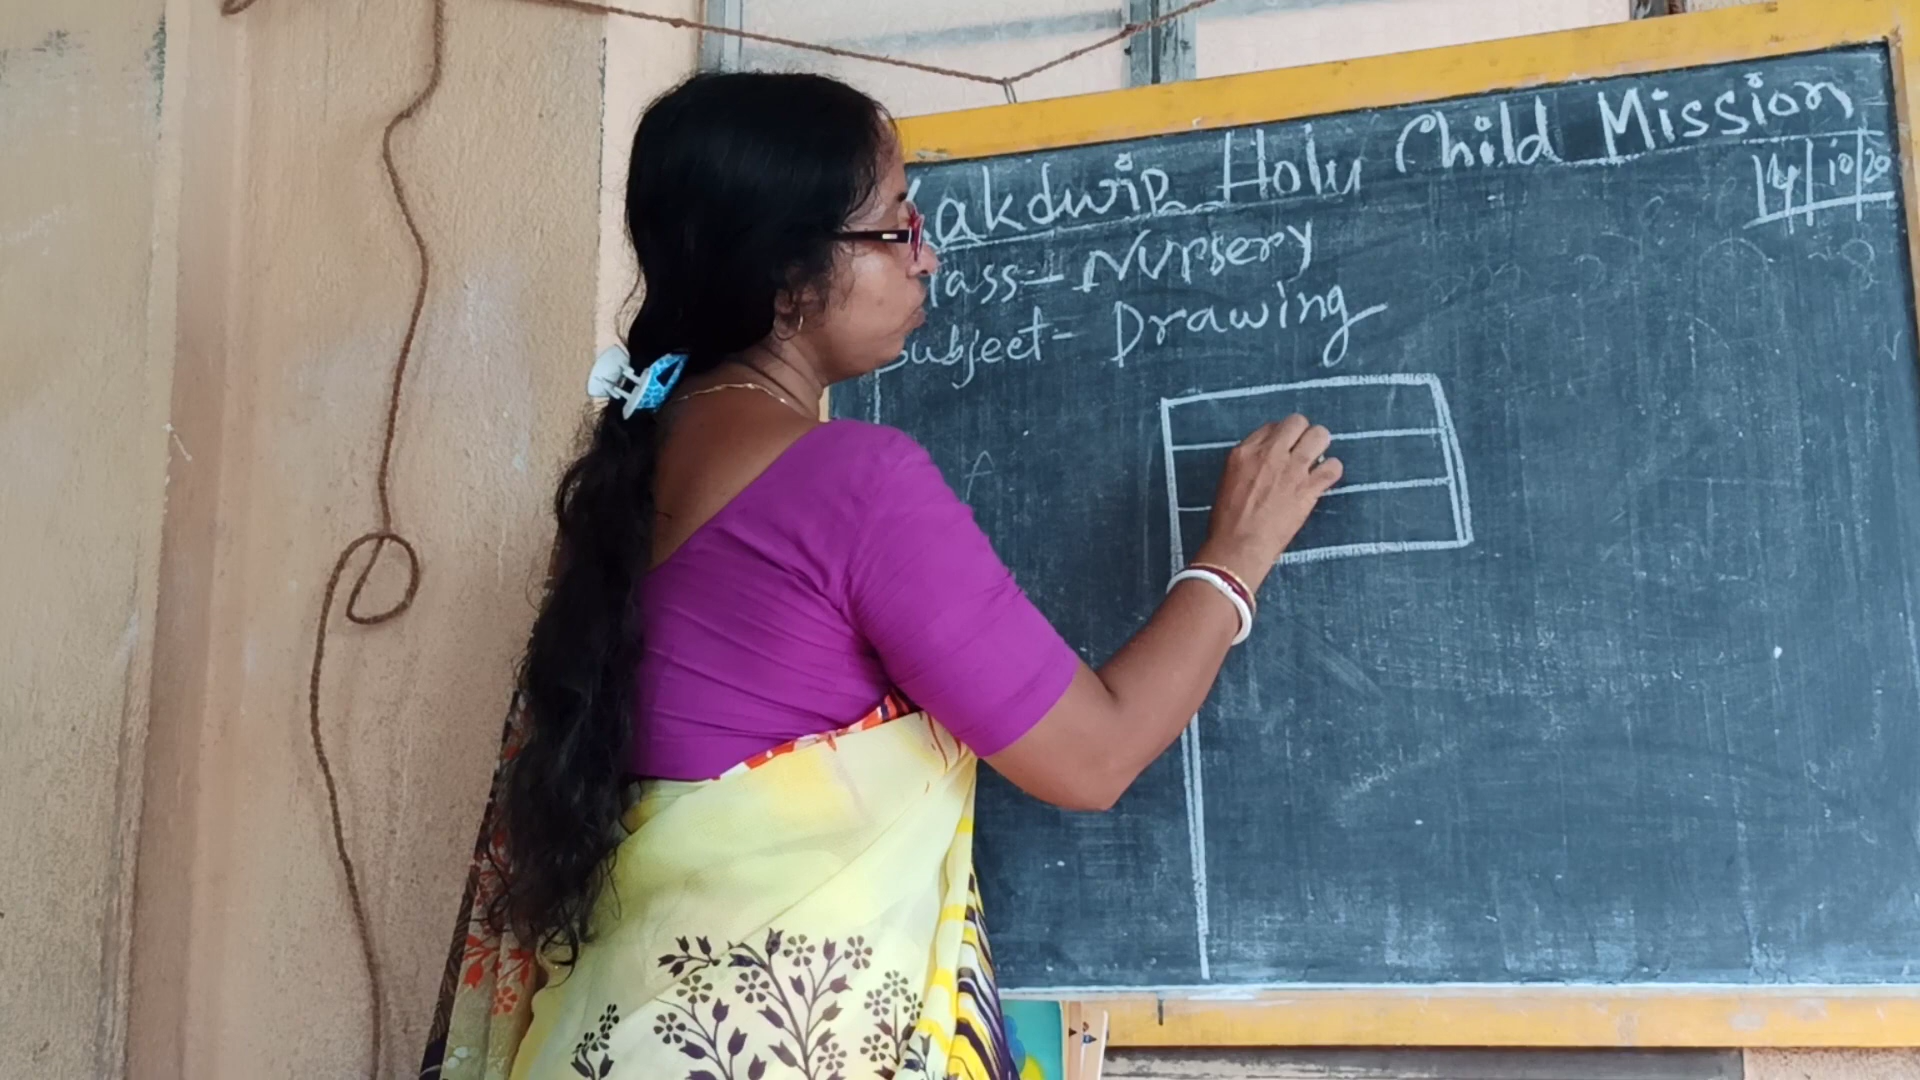 Kakdwip Holy Child Mission
14/10/20
Class:- Nursery
Subject- Drawing
A